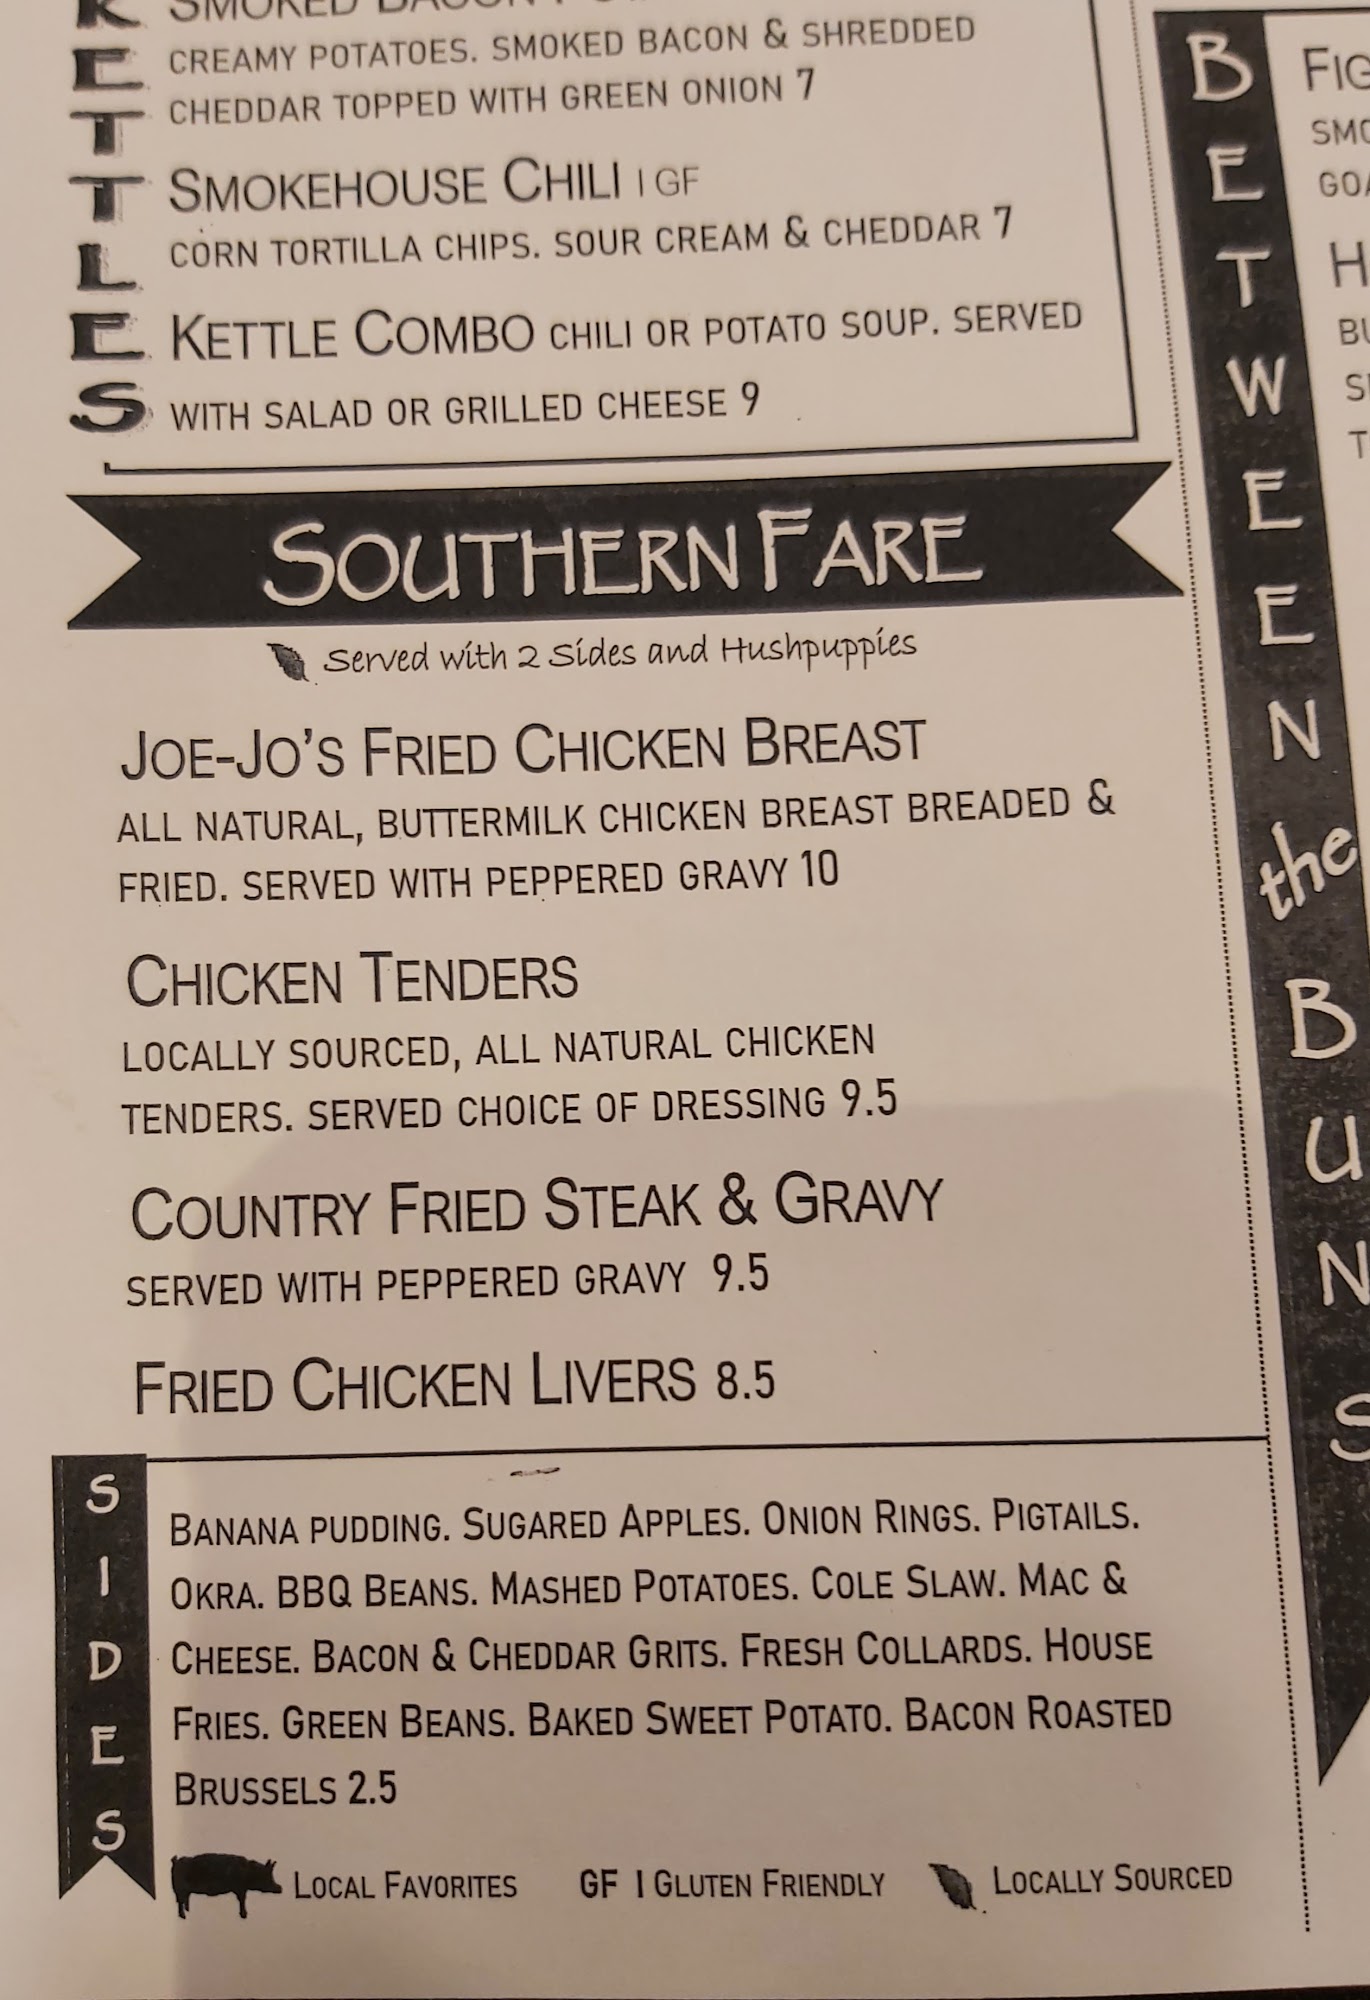 KETTLES
SMOKED BACON
CREAMY POTATOES. SMOKED BACON & SHREDDED
CHEDDAR TOPPED WITH GREEN ONION 7
SMOKEHOUSE CHILI | GF
CORN TORTILLA CHIPS. SOUR CREAM & CHEDDAR 7
KETTLE COMBO CHILI OR POTATO SOUP. SERVED
WITH SALAD OR GRILLED CHEESE 9
SOUTHERN FARE
Served with 2 Sides and Hushpuppies
JOE-JO'S FRIED CHICKEN BREAST
ALL NATURAL, BUTTERMILK CHICKEN BREAST BREADED &
FRIED. SERVED WITH PEPPERED GRAVY 10
CHICKEN TENDERS
LOCALLY SOURCED, ALL NATURAL CHICKEN
TENDERS. SERVED CHOICE OF DRESSING 9.5
COUNTRY FRIED STEAK & GRAVY
SERVED WITH PEPPERED GRAVY 9.5
FRIED CHICKEN LIVERS 8.5
SIDES
BANANA PUDDING. SUGARED APPLES. ONION RINGS. PIGTAILS.
OKRA. BBQ BEANS. MASHED POTATOES. COLE SLAW. MAC &
CHEESE. BACON & CHEDDAR GRITS. FRESH COLLARDS. HOUSE
FRIES. GREEN BEANS. BAKED SWEET POTATO. BACON ROASTED
BRUSSELS 2.5
LOCAL FAVORITES GF | GLUTEN FRIENDLY LOCALLY SOURCED
BETWEEN the BUNS
FIG